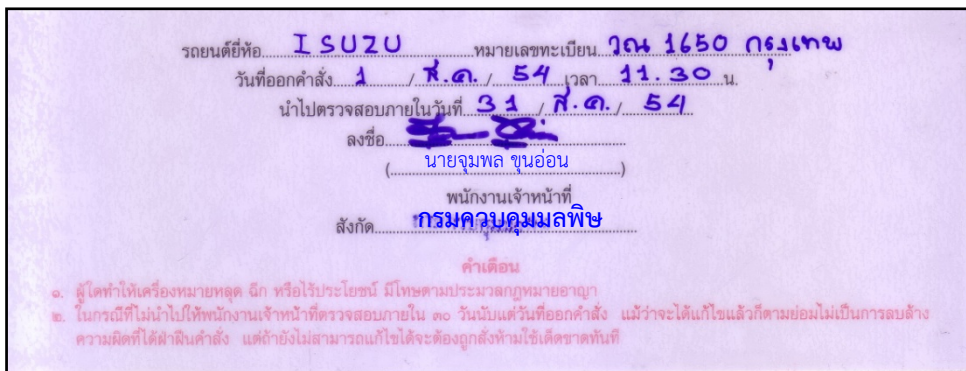 รถยนต์ยี่ห้อ ISUZU หมายเลขทะเบียน วณ 1650 กรุงเทพ
วันที่ออกคำสั่ง 1 / ส.ค. / 54 เวลา 11.30 น.
นำไปตรวจสอบภายในวันที่ 31 / ส.ค. / 54
ลงชื่อ
(นายจุมพล ขุนอ่อน)
พนักงานเจ้าหน้าที่
สังกัด กรมควบคุมมลพิษ
คำเตือน
๑. ผู้ใดทำให้เครื่องหมายหลุด ฉีก หรือไร้ประโยชน์ มีโทษตามประมวลกฎหมายอาญา
๒. ในกรณีที่ไม่นำไปให้พนักงานเจ้าหน้าที่ตรวจสอบภายใน ๓๐ วันนับแต่วันที่ออกคำสั่ง แม้ว่าจะได้แก้ไขแล้วก็ตามย่อมไม่เป็นการลบล้าง
ความผิดที่ได้ฝ่าฝืนคำสั่ง แต่ถ้ายังไม่สามารถแก้ไขได้จะต้องถูกสั่งห้ามใช้เด็ดขาดทันที